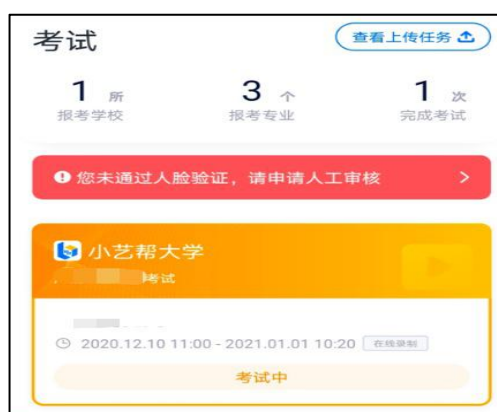 考试
查看上传任务
1 所
报考学校
3 个
报考专业
1 次
完成考试
您未通过人脸验证，请申请人工审核
小艺帮大学
考试
2020.12.10 11:00 - 2021.01.01 10:20 在线录制
考试中